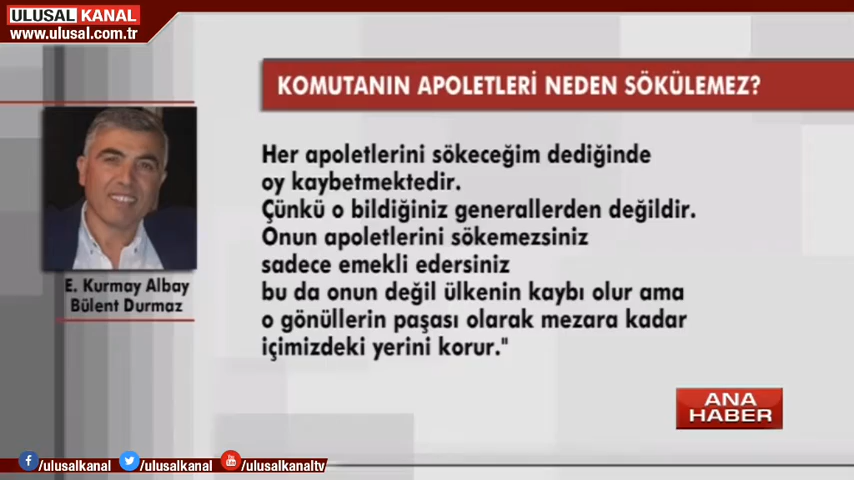 ULUSAL KANAL
www.ulusal.com.tr
KOMUTANIN APOLETLERİ NEDEN SÖKÜLEMEZ?
Her apoletlerini sökeceğim dediğinde
oy kaybetmektedir.
Çünkü o bildiğiniz generallerden değildir.
Onun apoletlerini sökemezsiniz
sadece emekli edersiniz
bu da onun değil ülkenin kaybı olur ama
o gönüllerin paşası olarak mezara kadar
içimizdeki yerini korur."
E. Kurmay Albay
Bülent Durmaz
ANA
HABER
/ulusalkanal /ulusalkanal /ulusalkanaltv